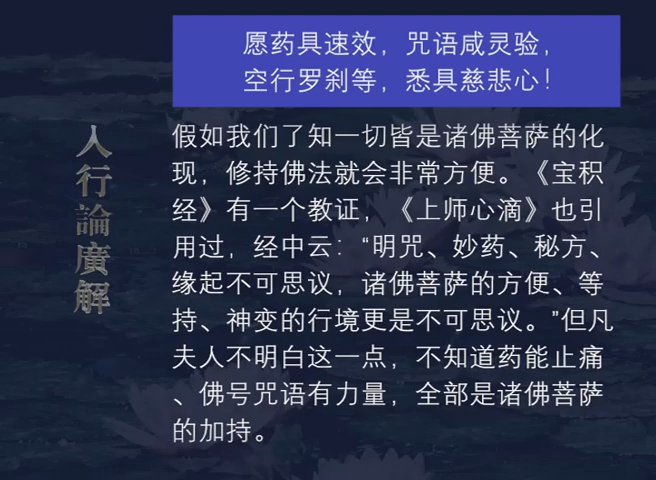 愿药具速效，咒语咸灵验，
空行罗刹等，悉具慈悲心！
人行論廣解
假如我们了知一切皆是诸佛菩萨的化
现，修持佛法就会非常方便。《宝积
经》有一个教证，《上师心滴》也引
用过，经中云：“明咒、妙药、秘方、
缘起不可思议，诸佛菩萨的方便、等
持、神变的行境更是不可思议。”但凡
夫人不明白这一点，不知道药能止痛
、佛号咒语有力量，全部是诸佛菩萨
的加持。